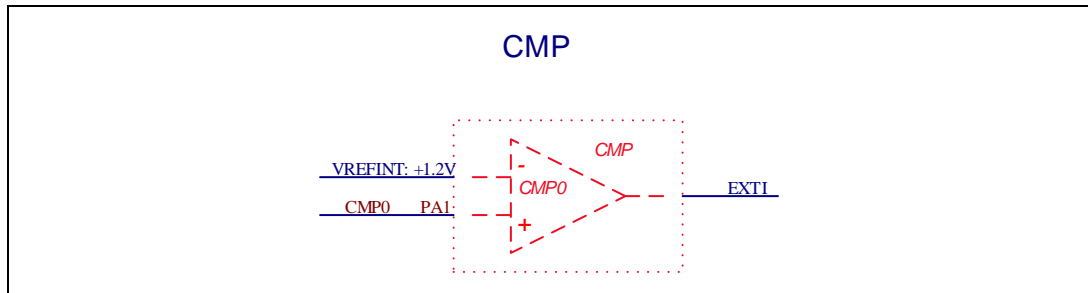 CMP
CMP
VREFINT: +1.2V
-
CMP0
EXTI
CMP0 PA1
+